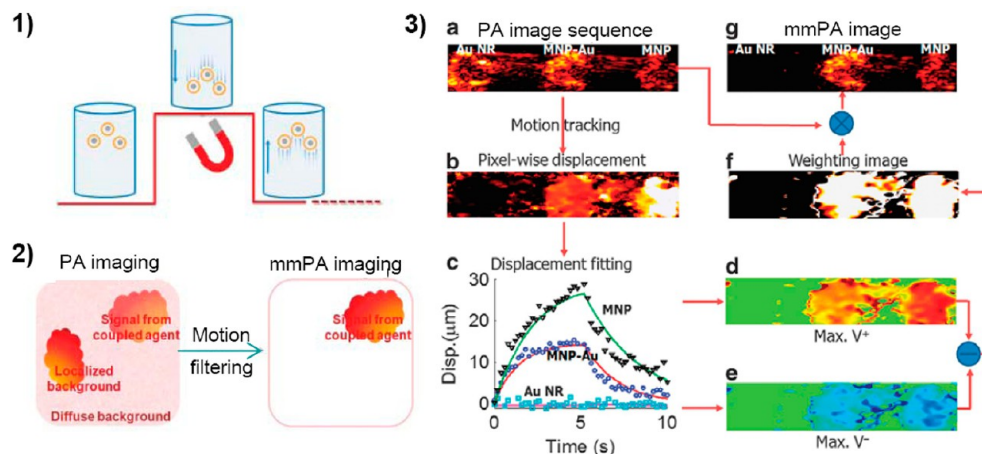 1)
2)
PA imaging
mmPA imaging
Signal from
coupled agent
Localized
background
Diffuse background
Motion
filtering
Signal from
coupled agent
3)
a PA image sequence
Au NR MNP-Au MNP
Motion tracking
b Pixel-wise displacement
c Displacement fitting
Disp.(μm)
30
20
10
0
MNP
MNP-Au
Au NR
0 5 10
Time (s)
g mmPA image
Au NR MNP-Au MNP
f Weighting image
d
Max. V⁺
e
Max. V⁻